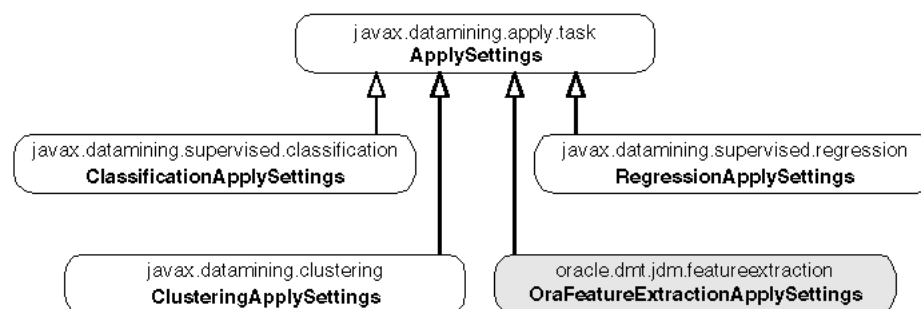 javax.datamining.apply.task
ApplySettings
javax.datamining.supervised.classification
ClassificationApplySettings
javax.datamining.supervised.regression
RegressionApplySettings
javax.datamining.clustering
ClusteringApplySettings
oracle.dmt.jdm.featureextraction
OraFeatureExtractionApplySettings